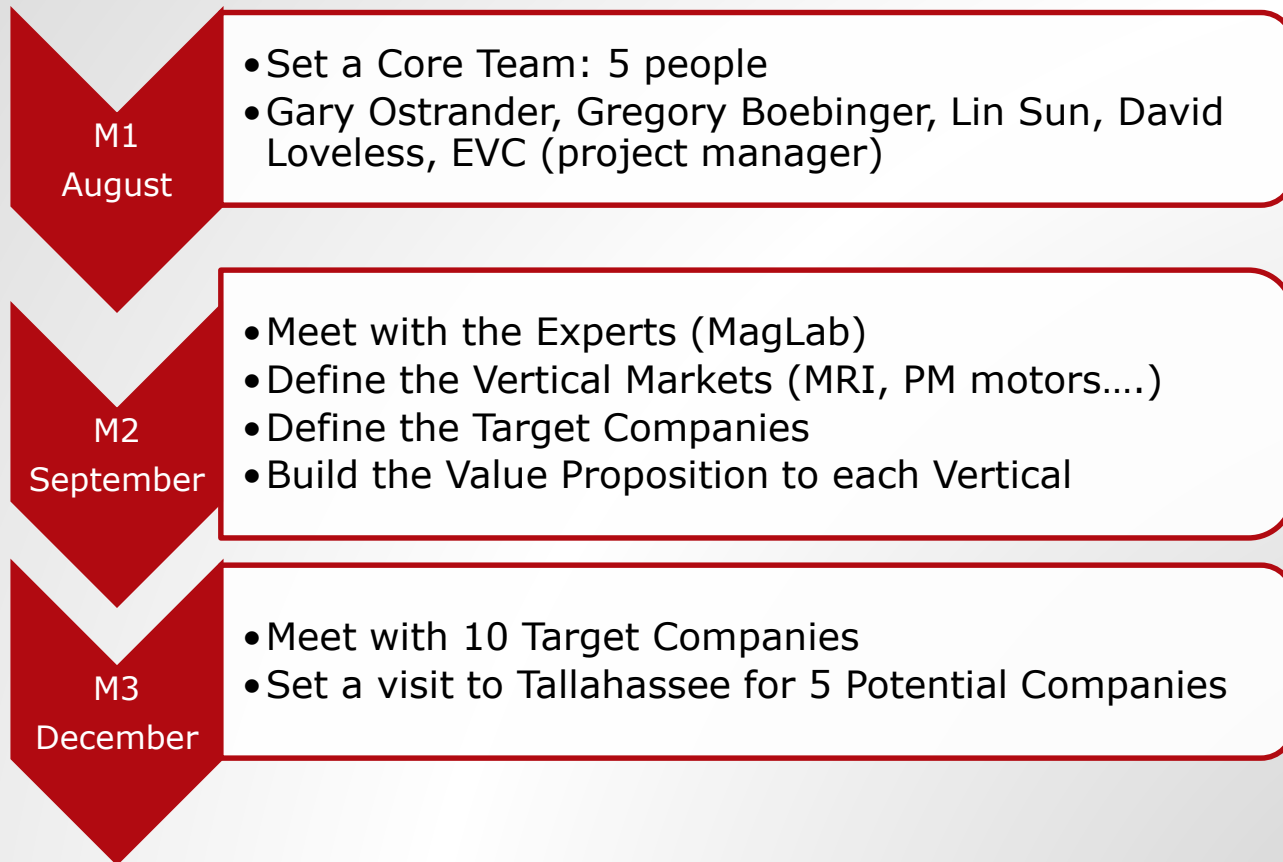 M1
August
•Set a Core Team: 5 people
•Gary Ostrander, Gregory Boebinger, Lin Sun, David
Loveless, EVC (project manager)
M2
September
•Meet with the Experts (MagLab)
•Define the Vertical Markets (MRI, PM motors….)
•Define the Target Companies
•Build the Value Proposition to each Vertical
M3
December
•Meet with 10 Target Companies
•Set a visit to Tallahassee for 5 Potential Companies